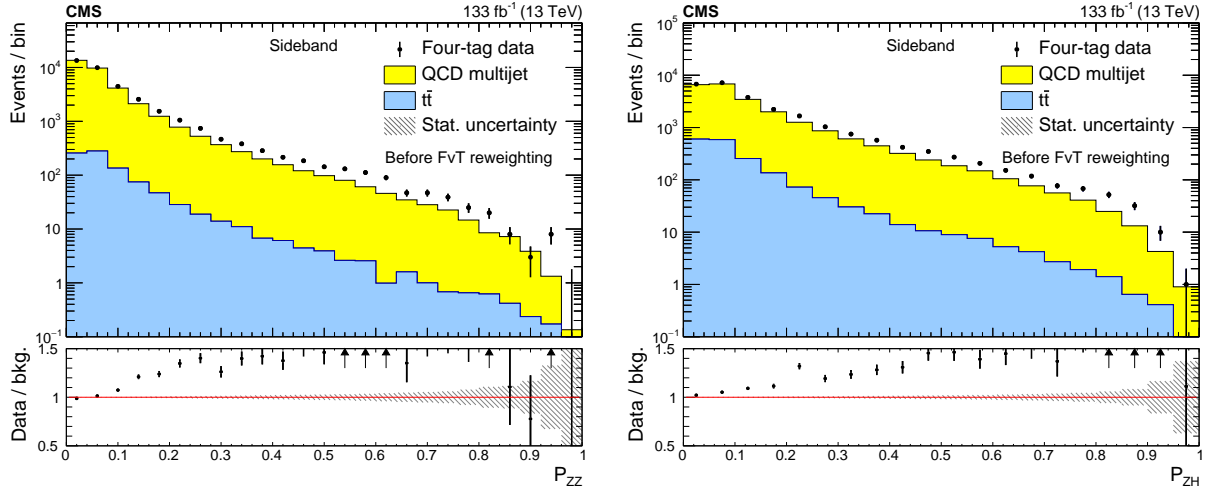 CMS 133 fb⁻¹ (13 TeV)
Sideband
Four-tag data
QCD multijet
tt̄
Stat. uncertainty
Before FvT reweighting
Events / bin
10⁴
10³
10²
10
1
10⁻¹
Data / bkg.
1.5
1
0.5
0 0.1 0.2 0.3 0.4 0.5 0.6 0.7 0.8 0.9 1
P_ZZ
CMS 133 fb⁻¹ (13 TeV)
Sideband
Four-tag data
QCD multijet
tt̄
Stat. uncertainty
Before FvT reweighting
Events / bin
10⁵
10⁴
10³
10²
10
1
10⁻¹
Data / bkg.
1.5
1
0.5
0 0.1 0.2 0.3 0.4 0.5 0.6 0.7 0.8 0.9 1
P_ZH